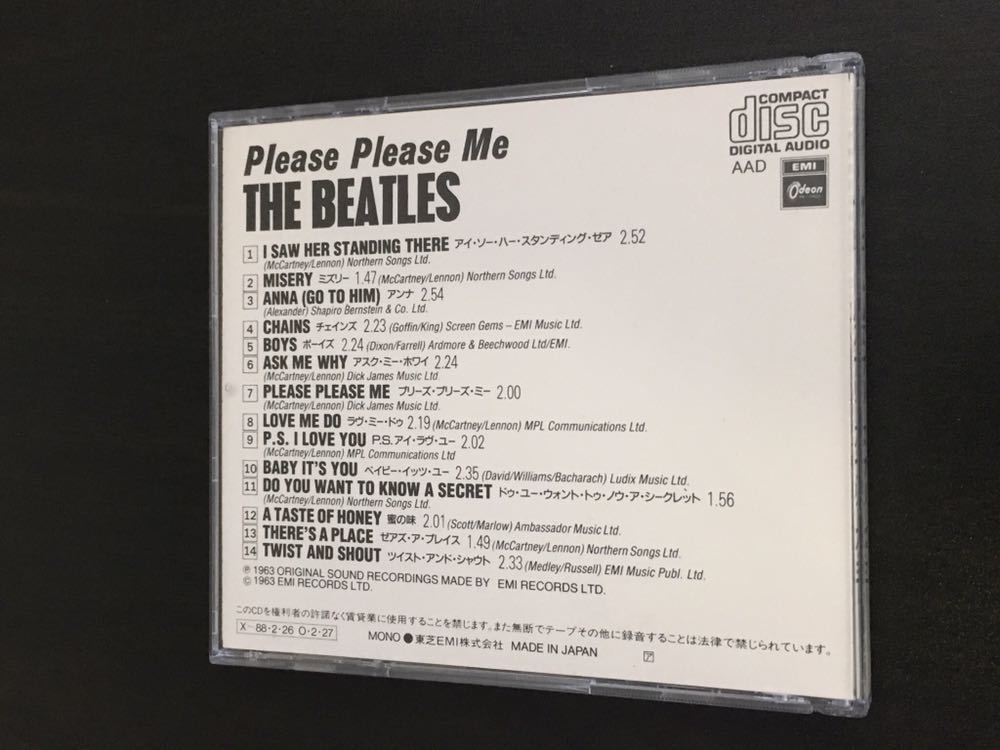 Please Please Me
THE BEATLES
COMPACT
disc
DIGITAL AUDIO
AAD
EMI
Odeon
1 I SAW HER STANDING THERE アイ・ソー・ハー・スタンディング・ゼア 2.52
(McCartney/Lennon) Northern Songs Ltd.
2 MISERY ミズリー 1.47 (McCartney/Lennon) Northern Songs Ltd.
3 ANNA (GO TO HIM) アンナ 2.54
(Alexander) Shapiro Bernstein & Co. Ltd.
4 CHAINS チェインズ 2.23 (Goffin/King) Screen Gems – EMI Music Ltd.
5 BOYS ボーイズ 2.24 (Dixon/Farrell) Ardmore & Beechwood Ltd/EMI.
6 ASK ME WHY アスク・ミー・ホワイ 2.24
(McCartney/Lennon) Dick James Music Ltd.
7 PLEASE PLEASE ME プリーズ・プリーズ・ミー 2.00
(McCartney/Lennon) Dick James Music Ltd.
8 LOVE ME DO ラヴ・ミー・ドゥ 2.19 (McCartney/Lennon) MPL Communications Ltd.
9 P.S. I LOVE YOU P.S.アイ・ラヴ・ユー 2.02
(McCartney/Lennon) MPL Communications Ltd
10 BABY IT'S YOU ベイビー・イッツ・ユー 2.35 (David/Williams/Bacharach) Ludix Music Ltd.
11 DO YOU WANT TO KNOW A SECRET ドゥ・ユー・ウォント・トゥ・ノウ・ア・シークレット 1.56
(McCartney/Lennon) Northern Songs Ltd.
12 A TASTE OF HONEY 蜜の味 2.01 (Scott/Marlow) Ambassador Music Ltd.
13 THERE'S A PLACE ゼアズ・ア・プレイス 1.49 (McCartney/Lennon) Northern Songs Ltd.
14 TWIST AND SHOUT ツイスト・アンド・シャウト 2.33 (Medley/Russell) EMI Music Publ. Ltd.
℗ 1963 ORIGINAL SOUND RECORDINGS MADE BY EMI RECORDS LTD.
© 1963 EMI RECORDS LTD.
このCDを権利者の許諾なく賃貸業に使用することを禁じます。また無断でテープその他に録音することは法律で禁じられています。
X-88・2・26 O・2・27
MONO ● 東芝EMI株式会社 MADE IN JAPAN ア